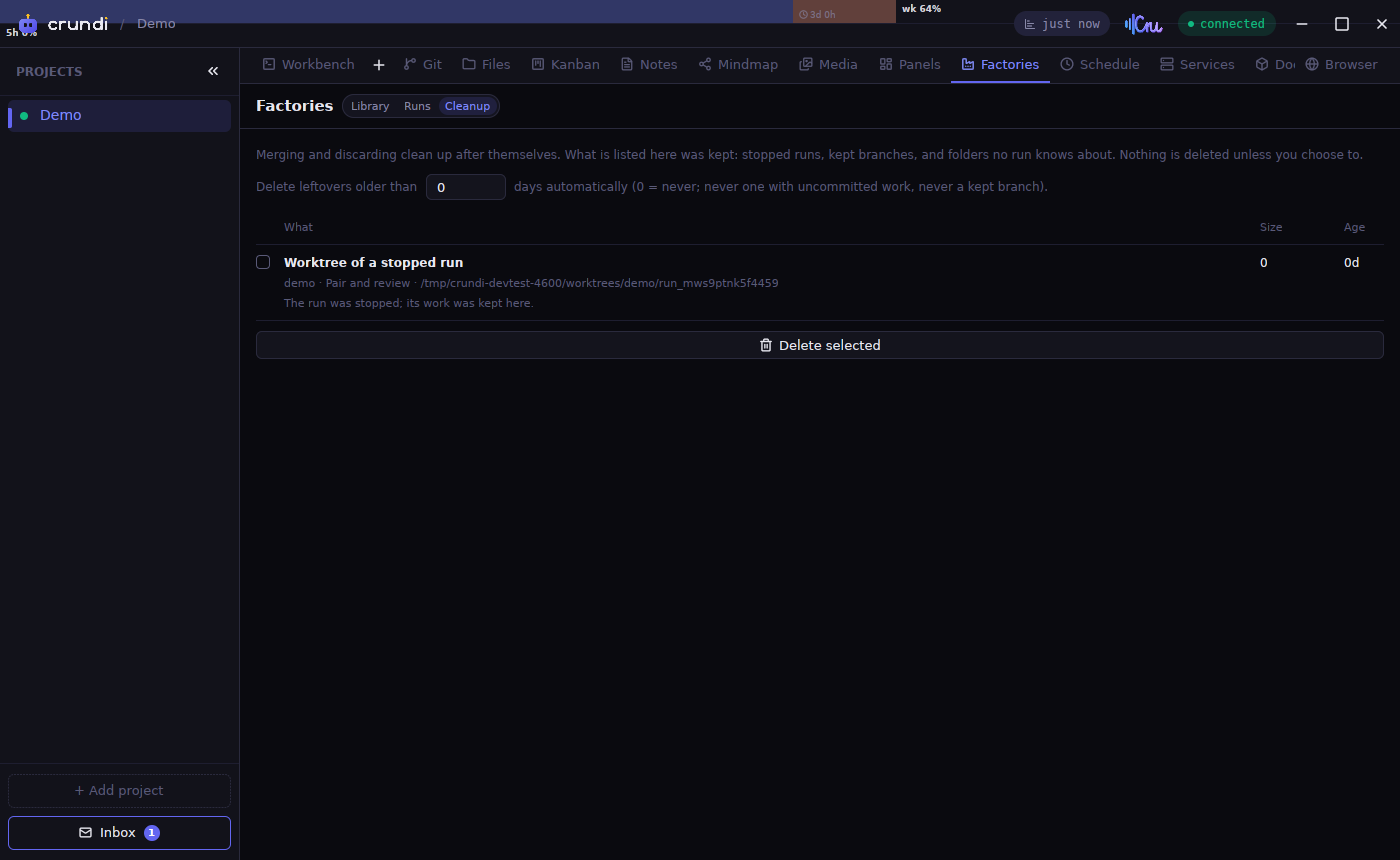 3d 0h
wk 64%
crundi / Demo
just now
Cru
connected
PROJECTS
Workbench
Git
Files
Kanban
Notes
Mindmap
Media
Panels
Factories
Schedule
Services
Do
Browser
Demo
Factories
Library
Runs
Cleanup
Merging and discarding clean up after themselves. What is listed here was kept: stopped runs, kept branches, and folders no run knows about. Nothing is deleted unless you choose to.
Delete leftovers older than 0 days automatically (0 = never; never one with uncommitted work, never a kept branch).
What Size Age
Worktree of a stopped run 0 0d
demo · Pair and review · /tmp/crundi-devtest-4600/worktrees/demo/run_mws9ptnk5f4459
The run was stopped; its work was kept here.
Delete selected
+ Add project
Inbox 1